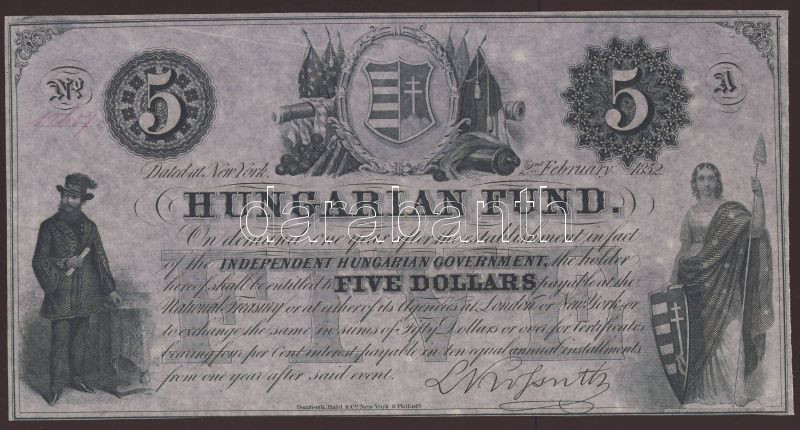 5
5
No
A
Dated at New York, 2nd February 1852
HUNGARIAN FUND.
darabanth
On demand one year after the establishment in fact
of the INDEPENDENT HUNGARIAN GOVERNMENT, the holder
hereof shall be entitled to FIVE DOLLARS payable at the
National Treasury or at either of its Agencies at London or New York, or
to exchange the same in sums of Fifty Dollars or over for Certificates
bearing four per Cent interest, payable in ten equal annual installments
from one year after said event.
FIVE
Danforth, Bald & Co. New York & Philada.